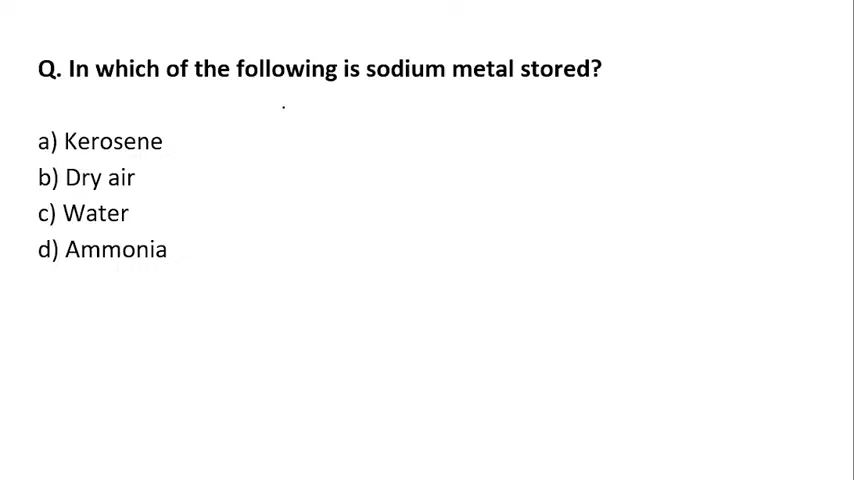 Q. In which of the following is sodium metal stored?
a) Kerosene
b) Dry air
c) Water
d) Ammonia